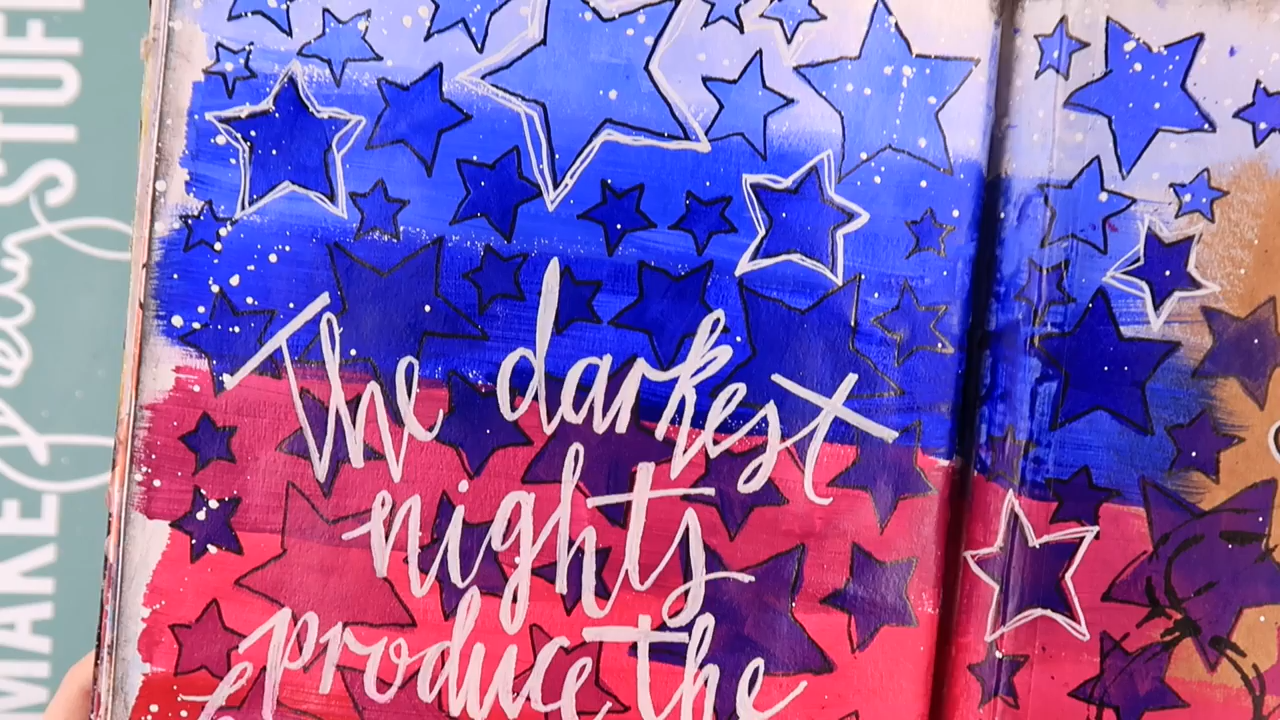 The darkest
nights
produce the
MAKE
STUFF